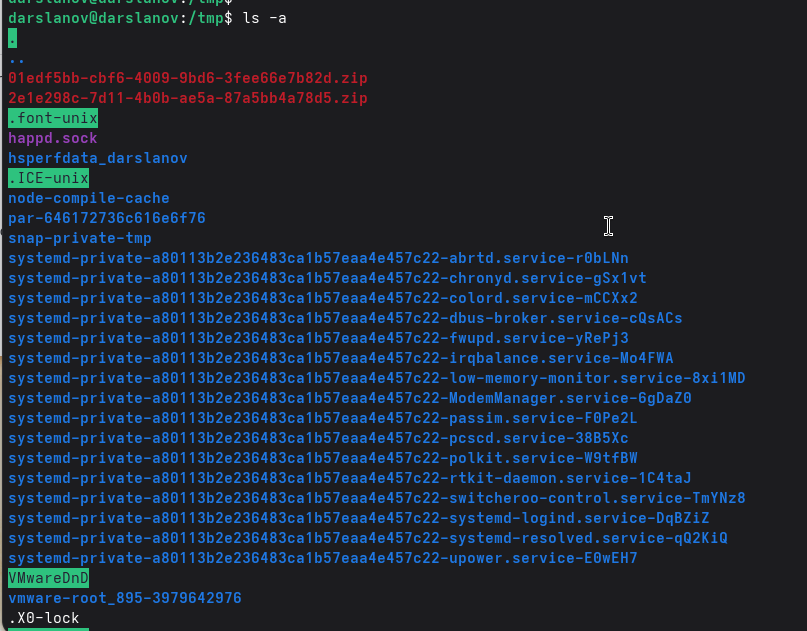 darslanov@darslanov:/tmp$ ls -a
.
..
01edf5bb-cbf6-4009-9bd6-3fee66e7b82d.zip
2e1e298c-7d11-4b0b-ae5a-87a5bb4a78d5.zip
.font-unix
happd.sock
hsperfdata_darslanov
.ICE-unix
node-compile-cache
par-646172736c616e6f76
snap-private-tmp
systemd-private-a80113b2e236483ca1b57eaa4e457c22-abrtd.service-r0bLNn
systemd-private-a80113b2e236483ca1b57eaa4e457c22-chronyd.service-gSx1vt
systemd-private-a80113b2e236483ca1b57eaa4e457c22-colord.service-mCCXx2
systemd-private-a80113b2e236483ca1b57eaa4e457c22-dbus-broker.service-cQsACs
systemd-private-a80113b2e236483ca1b57eaa4e457c22-fwupd.service-yRePj3
systemd-private-a80113b2e236483ca1b57eaa4e457c22-irqbalance.service-Mo4FWA
systemd-private-a80113b2e236483ca1b57eaa4e457c22-low-memory-monitor.service-8xi1MD
systemd-private-a80113b2e236483ca1b57eaa4e457c22-ModemManager.service-6gDaZ0
systemd-private-a80113b2e236483ca1b57eaa4e457c22-passim.service-F0Pe2L
systemd-private-a80113b2e236483ca1b57eaa4e457c22-pcscd.service-38B5Xc
systemd-private-a80113b2e236483ca1b57eaa4e457c22-polkit.service-W9tfBW
systemd-private-a80113b2e236483ca1b57eaa4e457c22-rtkit-daemon.service-1C4taJ
systemd-private-a80113b2e236483ca1b57eaa4e457c22-switcheroo-control.service-TmYNz8
systemd-private-a80113b2e236483ca1b57eaa4e457c22-systemd-logind.service-DqBZiZ
systemd-private-a80113b2e236483ca1b57eaa4e457c22-systemd-resolved.service-qQ2KiQ
systemd-private-a80113b2e236483ca1b57eaa4e457c22-upower.service-E0wEH7
VMwareDnD
vmware-root_895-3979642976
.X0-lock